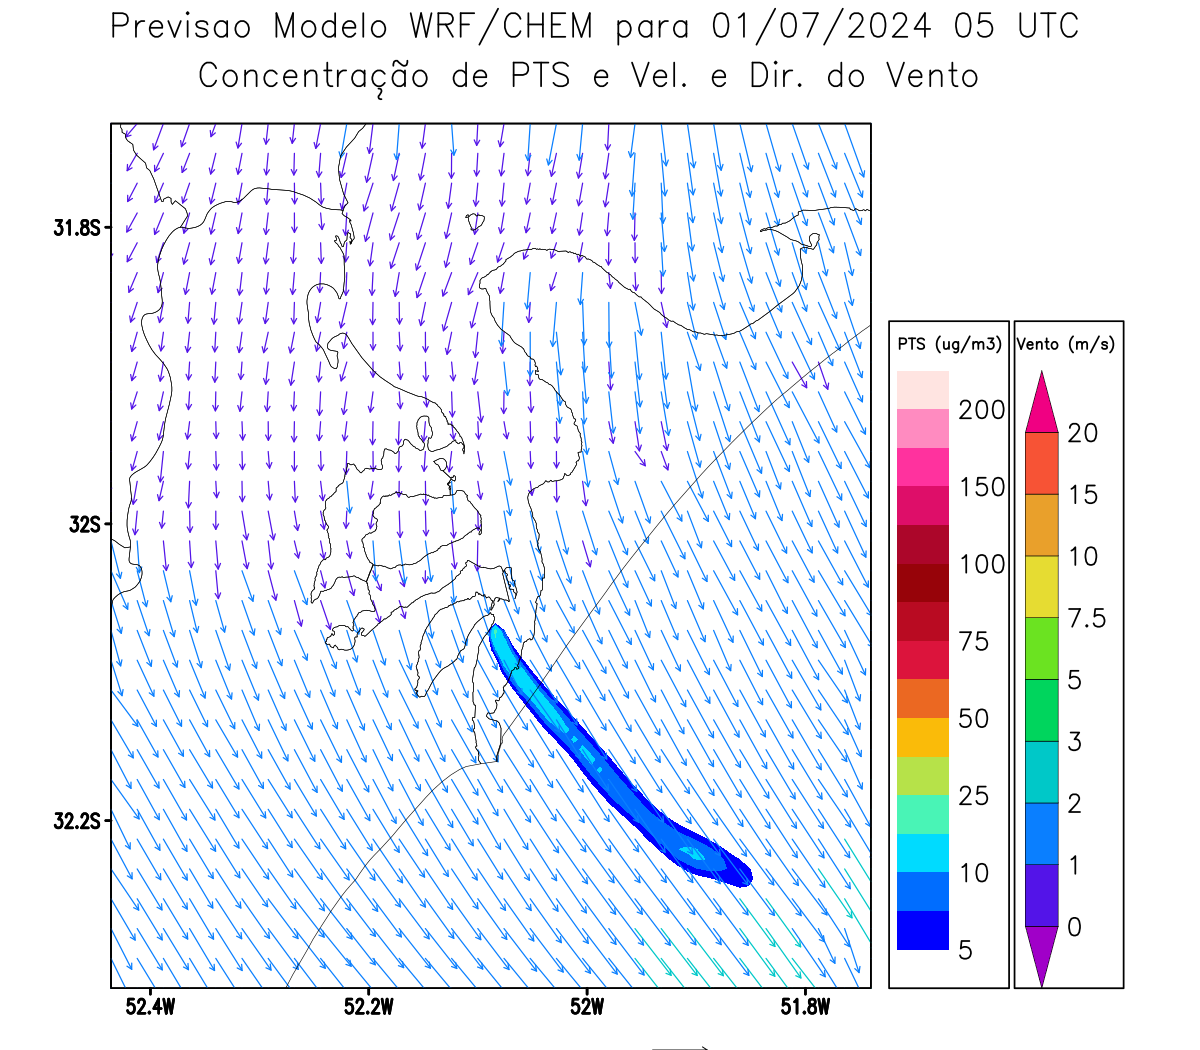 Previsao Modelo WRF/CHEM para 01/07/2024 05 UTC
Concentração de PTS e Vel. e Dir. do Vento
31.8S
32S
32.2S
52.4W 52.2W 52W 51.8W
PTS (ug/m3)
200
150
100
75
50
25
10
5
Vento (m/s)
20
15
10
7.5
5
3
2
1
0